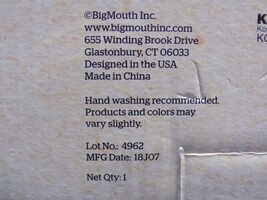 ©BigMouth Inc.
www.bigmouthinc.com
655 Winding Brook Drive
Glastonbury, CT 06033
Designed in the USA
Made in China
Hand washing recommended.
Products and colors may
vary slightly.
Lot No.: 4962
MFG Date: 18J07
Net Qty: 1